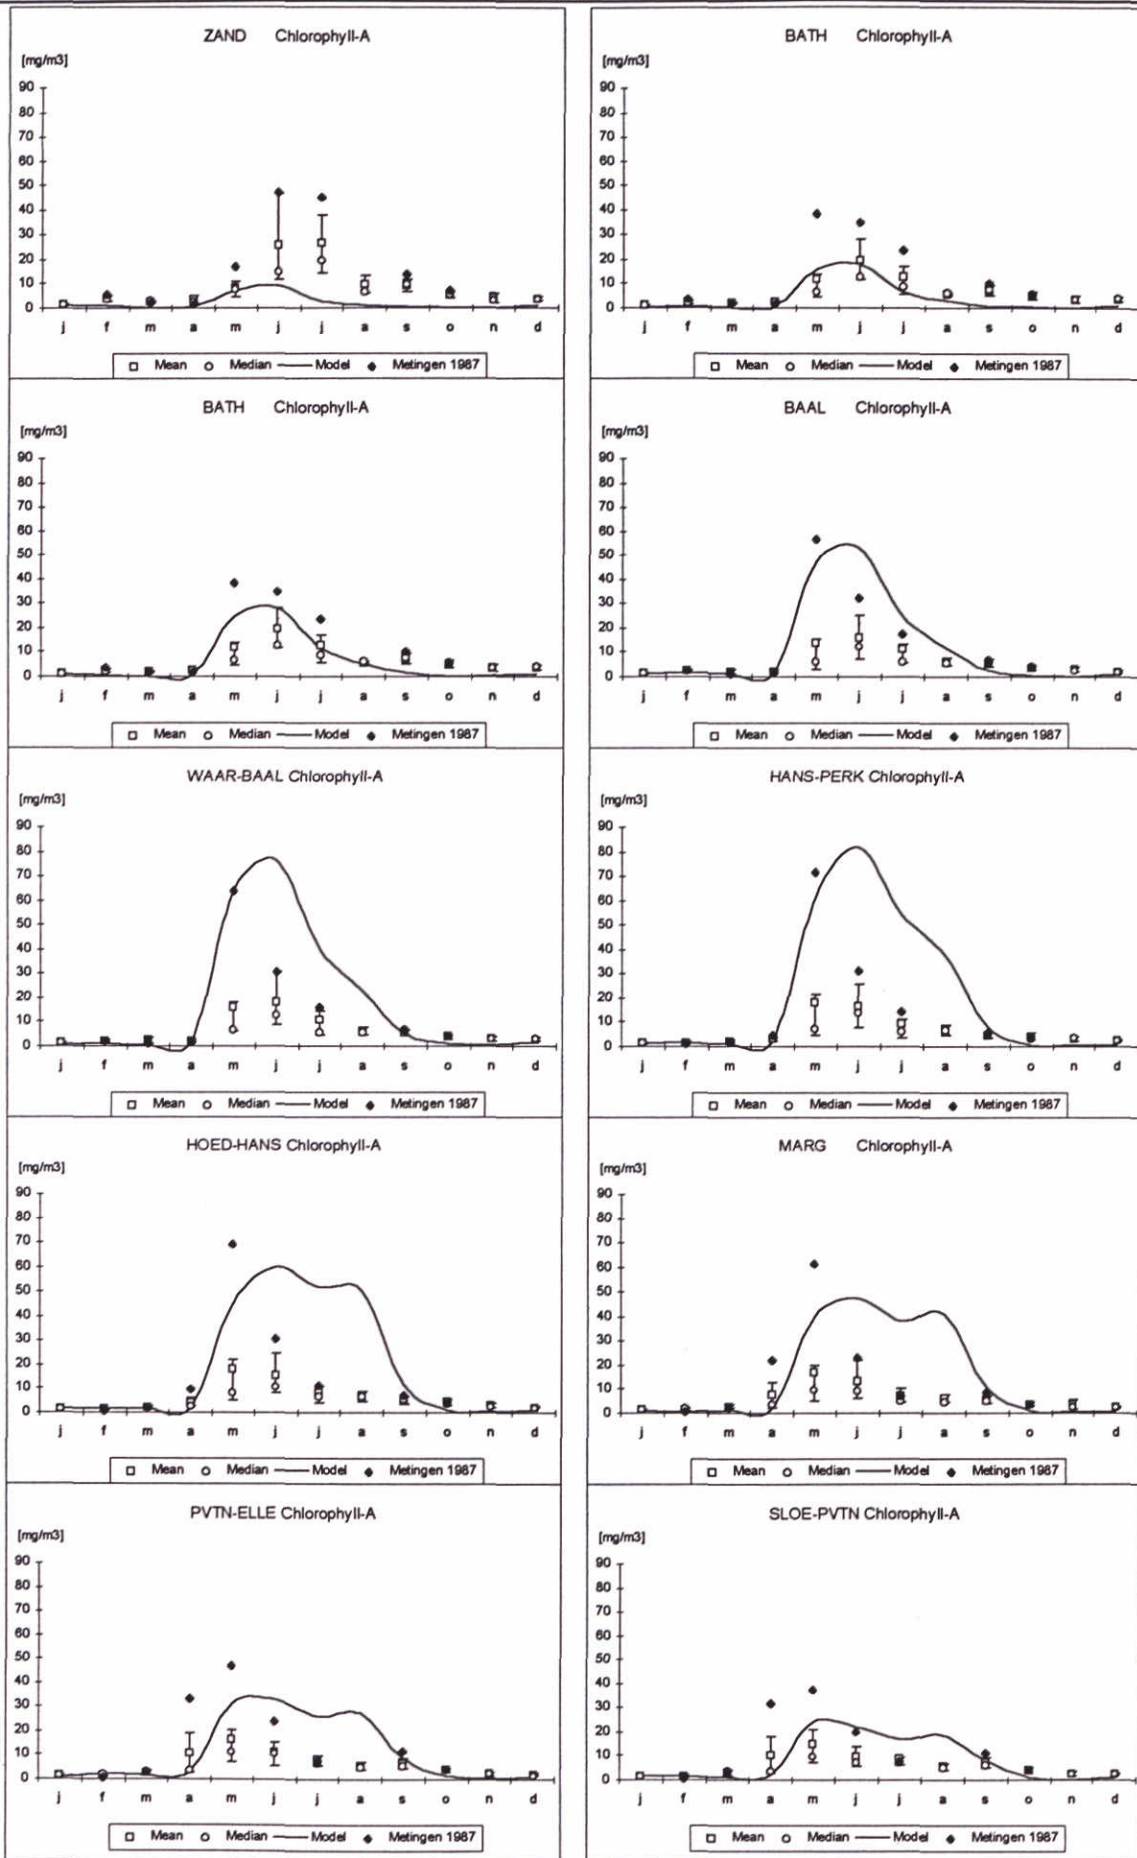 ZAND Chlorophyll-A
[mg/m3]
90
80
70
60
50
40
30
20
10
0
j f m a m j j a s o n d
Mean Median Model Metingen 1987
BATH Chlorophyll-A
[mg/m3]
90
80
70
60
50
40
30
20
10
0
j f m a m j j a s o n d
Mean Median Model Metingen 1987
BATH Chlorophyll-A
[mg/m3]
90
80
70
60
50
40
30
20
10
0
j f m a m j j a s o n d
Mean Median Model Metingen 1987
BAAL Chlorophyll-A
[mg/m3]
90
80
70
60
50
40
30
20
10
0
j f m a m j j a s o n d
Mean Median Model Metingen 1987
WAAR-BAAL Chlorophyll-A
[mg/m3]
90
80
70
60
50
40
30
20
10
0
j f m a m j j a s o n d
Mean Median Model Metingen 1987
HANS-PERK Chlorophyll-A
[mg/m3]
90
80
70
60
50
40
30
20
10
0
j f m a m j j a s o n d
Mean Median Model Metingen 1987
HOED-HANS Chlorophyll-A
[mg/m3]
90
80
70
60
50
40
30
20
10
0
j f m a m j j a s o n d
Mean Median Model Metingen 1987
MARG Chlorophyll-A
[mg/m3]
90
80
70
60
50
40
30
20
10
0
j f m a m j j a s o n d
Mean Median Model Metingen 1987
PVTN-ELLE Chlorophyll-A
[mg/m3]
90
80
70
60
50
40
30
20
10
0
j f m a m j j a s o n d
Mean Median Model Metingen 1987
SLOE-PVTN Chlorophyll-A
[mg/m3]
90
80
70
60
50
40
30
20
10
0
j f m a m j j a s o n d
Mean Median Model Metingen 1987